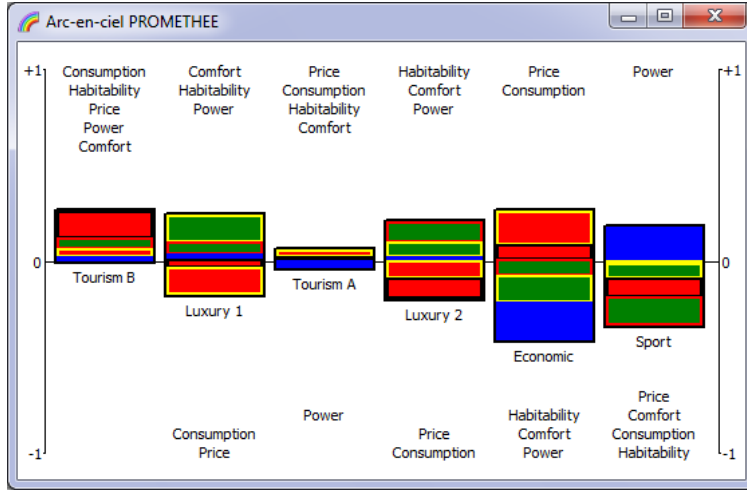 Arc-en-ciel PROMETHEE
+1
Consumption
Habitability
Price
Power
Comfort
Comfort
Habitability
Power
Price
Consumption
Habitability
Comfort
Habitability
Comfort
Power
Price
Consumption
Power
+1
0
0
Tourism B
Luxury 1
Tourism A
Luxury 2
Economic
Sport
Consumption
Price
Power
Price
Consumption
Habitability
Comfort
Power
Price
Comfort
Consumption
Habitability
-1
-1